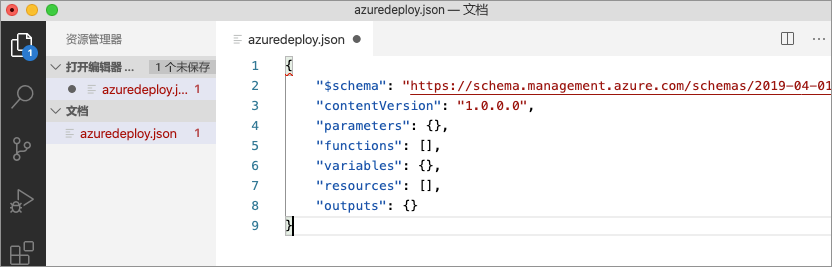 azuredeploy.json — 文档
1
资源管理器
打开编辑器 ... 1 个未保存
azuredeploy.j... 1
文档
azuredeploy.json 1
azuredeploy.json
1 {
2 "$schema": "https://schema.management.azure.com/schemas/2019-04-01
3 "contentVersion": "1.0.0.0",
4 "parameters": {},
5 "functions": [],
6 "variables": {},
7 "resources": [],
8 "outputs": {}
9 }